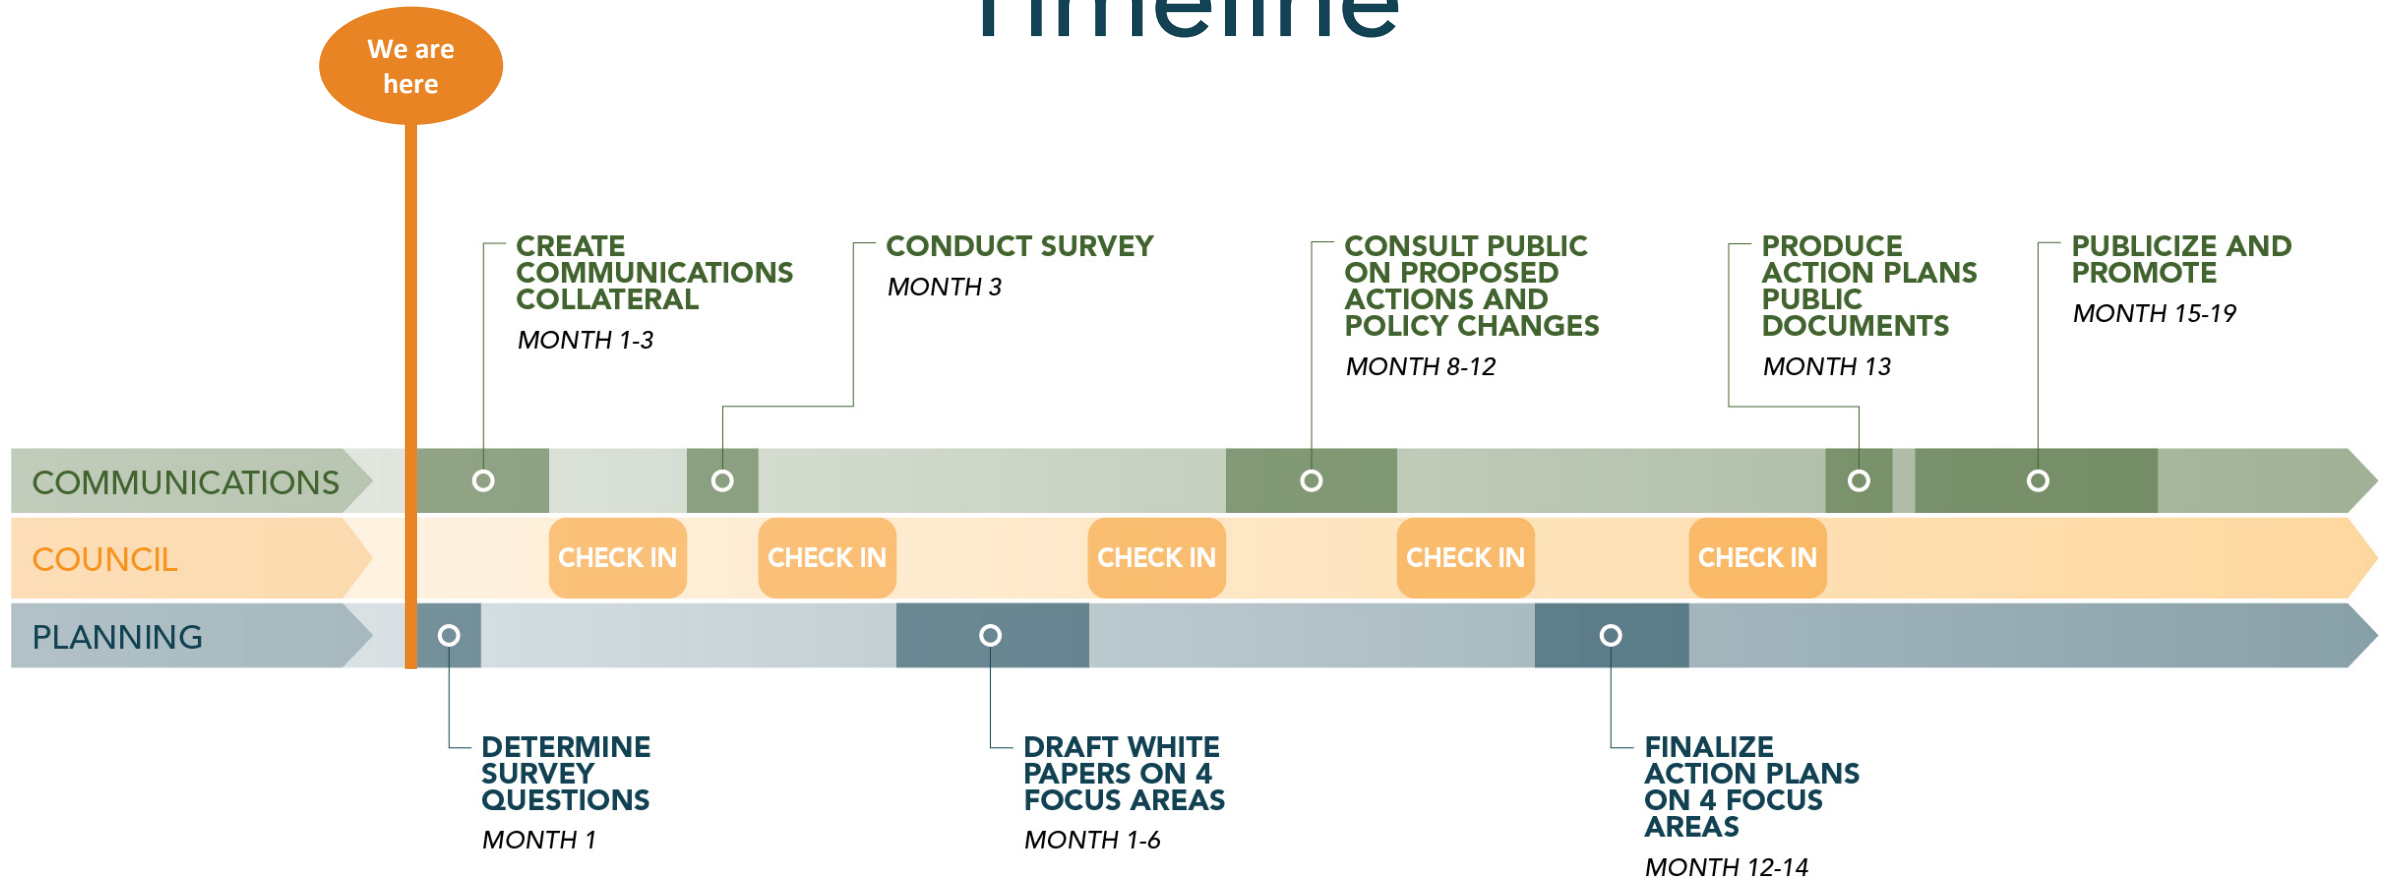 Timeline
We are
here
CREATE
COMMUNICATIONS
COLLATERAL
MONTH 1-3
CONDUCT SURVEY
MONTH 3
CONSULT PUBLIC
ON PROPOSED
ACTIONS AND
POLICY CHANGES
MONTH 8-12
PRODUCE
ACTION PLANS
PUBLIC
DOCUMENTS
MONTH 13
PUBLICIZE AND
PROMOTE
MONTH 15-19
COMMUNICATIONS
COUNCIL
CHECK IN
CHECK IN
CHECK IN
CHECK IN
CHECK IN
PLANNING
DETERMINE
SURVEY
QUESTIONS
MONTH 1
DRAFT WHITE
PAPERS ON 4
FOCUS AREAS
MONTH 1-6
FINALIZE
ACTION PLANS
ON 4 FOCUS
AREAS
MONTH 12-14